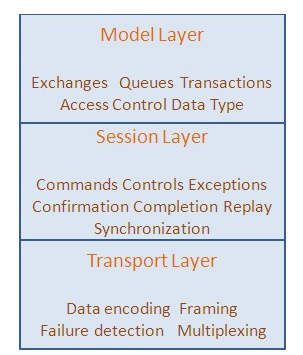 Model Layer
Exchanges Queues Transactions
Access Control Data Type
Session Layer
Commands Controls Exceptions
Confirmation Completion Replay
Synchronization
Transport Layer
Data encoding Framing
Failure detection Multiplexing